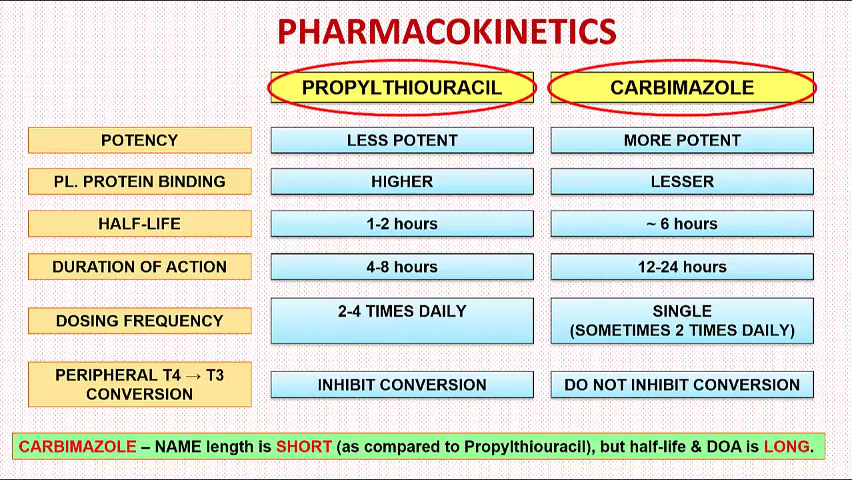 PHARMACOKINETICS
PROPYLTHIOURACIL CARBIMAZOLE
POTENCY LESS POTENT MORE POTENT
PL. PROTEIN BINDING HIGHER LESSER
HALF-LIFE 1-2 hours ~ 6 hours
DURATION OF ACTION 4-8 hours 12-24 hours
DOSING FREQUENCY 2-4 TIMES DAILY SINGLE
(SOMETIMES 2 TIMES DAILY)
PERIPHERAL T4 → T3
CONVERSION INHIBIT CONVERSION DO NOT INHIBIT CONVERSION
CARBIMAZOLE – NAME length is SHORT (as compared to Propylthiouracil), but half-life & DOA is LONG.